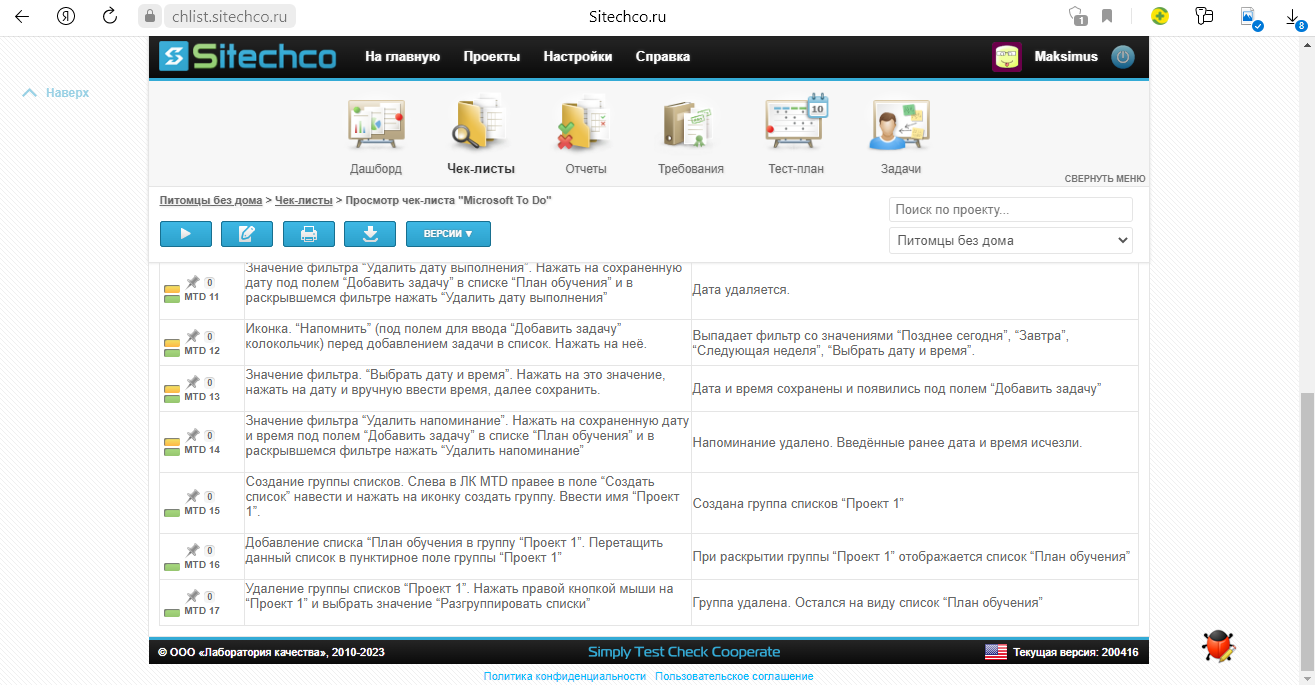 chlist.sitechco.ru
Sitechco.ru
1
8
Sitechco
На главную
Проекты
Настройки
Справка
Maksimus
Наверх
10
Дашборд
Чек-листы
Отчеты
Требования
Тест-план
Задачи
СВЕРНУТЬ МЕНЮ
Питомцы без дома > Чек-листы > Просмотр чек-листа "Microsoft To Do"
Поиск по проекту...
ВЕРСИИ ▾
Питомцы без дома
Значение фильтра “Удалить дату выполнения”. Нажать на сохраненную
дату под полем “Добавить задачу” в списке “План обучения” и в
раскрывшемся фильтре нажать “Удалить дату выполнения”
0
MTD 11
Дата удаляется.
Иконка. “Напомнить” (под полем для ввода “Добавить задачу”
колокольчик) перед добавлением задачи в список. Нажать на неё.
0
MTD 12
Выпадает фильтр со значениями “Позднее сегодня”, “Завтра”,
“Следующая неделя”, “Выбрать дату и время”.
Значение фильтра. “Выбрать дату и время”. Нажать на это значение,
нажать на дату и вручную ввести время, далее сохранить.
0
MTD 13
Дата и время сохранены и появились под полем “Добавить задачу”
Значение фильтра “Удалить напоминание”. Нажать на сохраненную дату
и время под полем “Добавить задачу” в списке “План обучения” и в
раскрывшемся фильтре нажать “Удалить напоминание”
0
MTD 14
Напоминание удалено. Введённые ранее дата и время исчезли.
Создание группы списков. Слева в ЛК MTD правее в поле “Создать
список” навести и нажать на иконку создать группу. Ввести имя “Проект
1”.
0
MTD 15
Создана группа списков “Проект 1”
Добавление списка “План обучения в группу “Проект 1”. Перетащить
данный список в пунктирное поле группы “Проект 1”
0
MTD 16
При раскрытии группы “Проект 1” отображается список “План обучения”
Удаление группы списков “Проект 1”. Нажать правой кнопкой мыши на
“Проект 1” и выбрать значение “Разгруппировать списки”
0
MTD 17
Группа удалена. Остался на виду список “План обучения”
© ООО «Лаборатория качества», 2010-2023
Simply Test Check Cooperate
Текущая версия: 200416
Политика конфиденциальности
Пользовательское соглашение